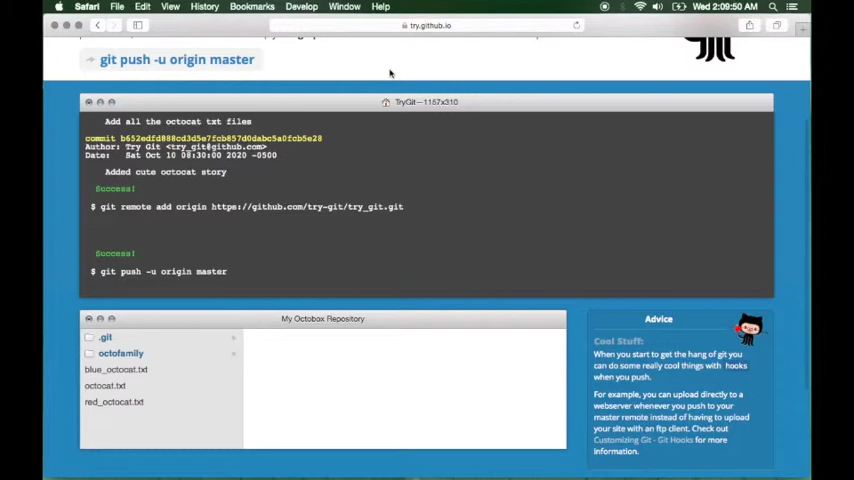 Safari File Edit View History Bookmarks Develop Window Help
Wed 2:09:50 AM
try.github.io
git push -u origin master
TryGit — 1157x310
Add all the octocat txt files
commit b652edfd888cd3d5e7fcb857d0dabc5a0fcb5e28
Author: Try Git <try_git@github.com>
Date: Sat Oct 10 08:30:00 2020 -0500
Added cute octocat story
Success!
$ git remote add origin https://github.com/try-git/try_git.git
Success!
$ git push -u origin master
My Octobox Repository
.git
octofamily
blue_octocat.txt
octocat.txt
red_octocat.txt
Advice
Cool Stuff:
When you start to get the hang of git you
can do some really cool things with hooks
when you push.
For example, you can upload directly to a
webserver whenever you push to your
master remote instead of having to upload
your site with an ftp client. Check out
Customizing Git - Git Hooks for more
information.